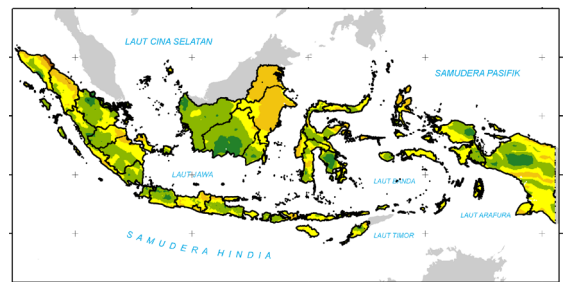 LAUT CINA SELATAN
SAMUDERA PASIFIK
LAUT JAWA
LAUT BANDA
LAUT ARAFURA
LAUT TIMOR
SAMUDERA HINDIA